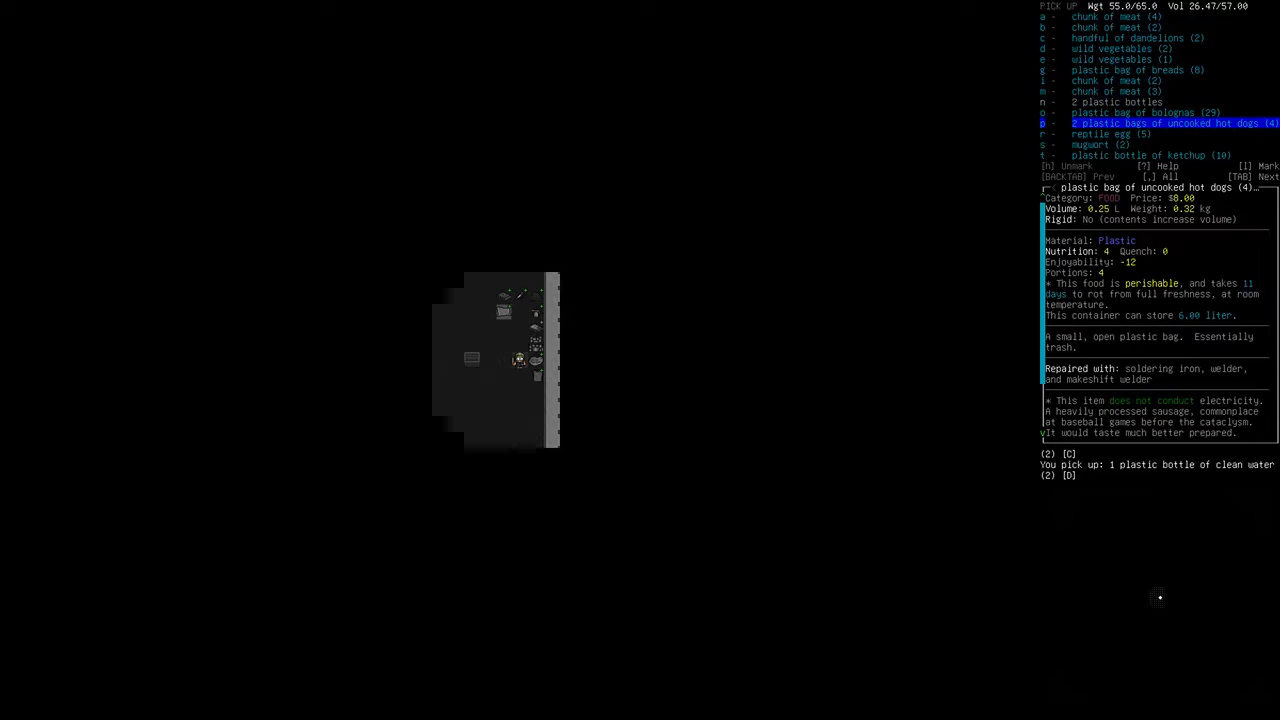 PICK UP  Wgt 55.0/65.0  Vol 26.47/57.00
a -  chunk of meat (4)
b -  chunk of meat (2)
c -  handful of dandelions (2)
d -  wild vegetables (2)
e -  wild vegetables (1)
g -  plastic bag of breads (8)
i -  chunk of meat (2)
m -  chunk of meat (3)
n -  2 plastic bottles
o -  plastic bag of bolognas (29)
p -  2 plastic bags of uncooked hot dogs (4)
r -  reptile egg (5)
s -  mugwort (2)
t -  plastic bottle of ketchup (10)
[h] Unmark  [?] Help  [l] Mark
[BACKTAB] Prev  [,] All  [TAB] Next
< plastic bag of uncooked hot dogs (4)…
Category: FOOD  Price: $8.00
Volume: 0.25 L  Weight: 0.32 kg
Rigid: No (contents increase volume)
Material: Plastic
Nutrition: 4  Quench: 0
Enjoyability: -12
Portions: 4
* This food is perishable, and takes 11
days to rot from full freshness, at room
temperature.
This container can store 6.00 liter.
A small, open plastic bag.  Essentially
trash.
Repaired with: soldering iron, welder,
and makeshift welder
* This item does not conduct electricity.
A heavily processed sausage, commonplace
at baseball games before the cataclysm.
It would taste much better prepared.
(2) [C]
You pick up: 1 plastic bottle of clean water
(2) [D]